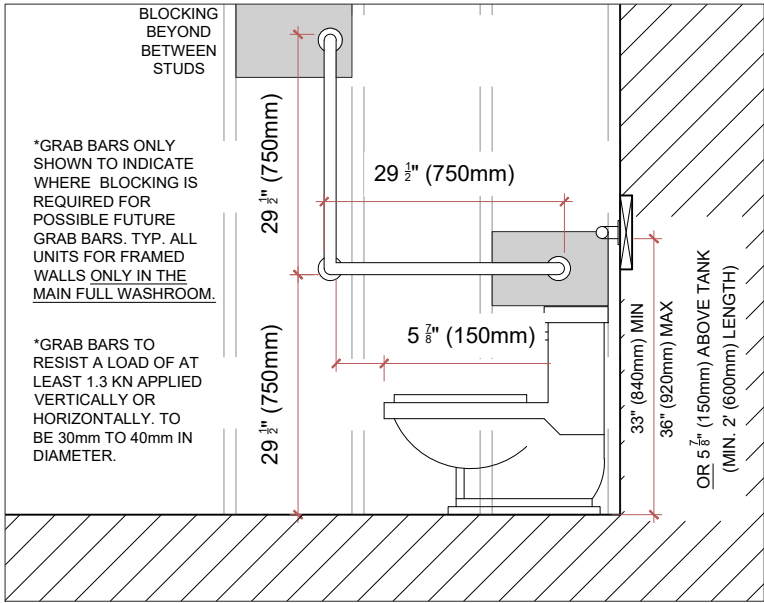 BLOCKING
BEYOND
BETWEEN
STUDS
*GRAB BARS ONLY
SHOWN TO INDICATE
WHERE BLOCKING IS
REQUIRED FOR
POSSIBLE FUTURE
GRAB BARS. TYP. ALL
UNITS FOR FRAMED
WALLS ONLY IN THE
MAIN FULL WASHROOM.
*GRAB BARS TO
RESIST A LOAD OF AT
LEAST 1.3 KN APPLIED
VERTICALLY OR
HORIZONTALLY. TO
BE 30mm TO 40mm IN
DIAMETER.
29 1/2" (750mm)
29 1/2" (750mm)
29 1/2" (750mm)
5 7/8" (150mm)
33" (840mm) MIN
36" (920mm) MAX
OR 5 7/8" (150mm) ABOVE TANK
(MIN. 2' (600mm) LENGTH)